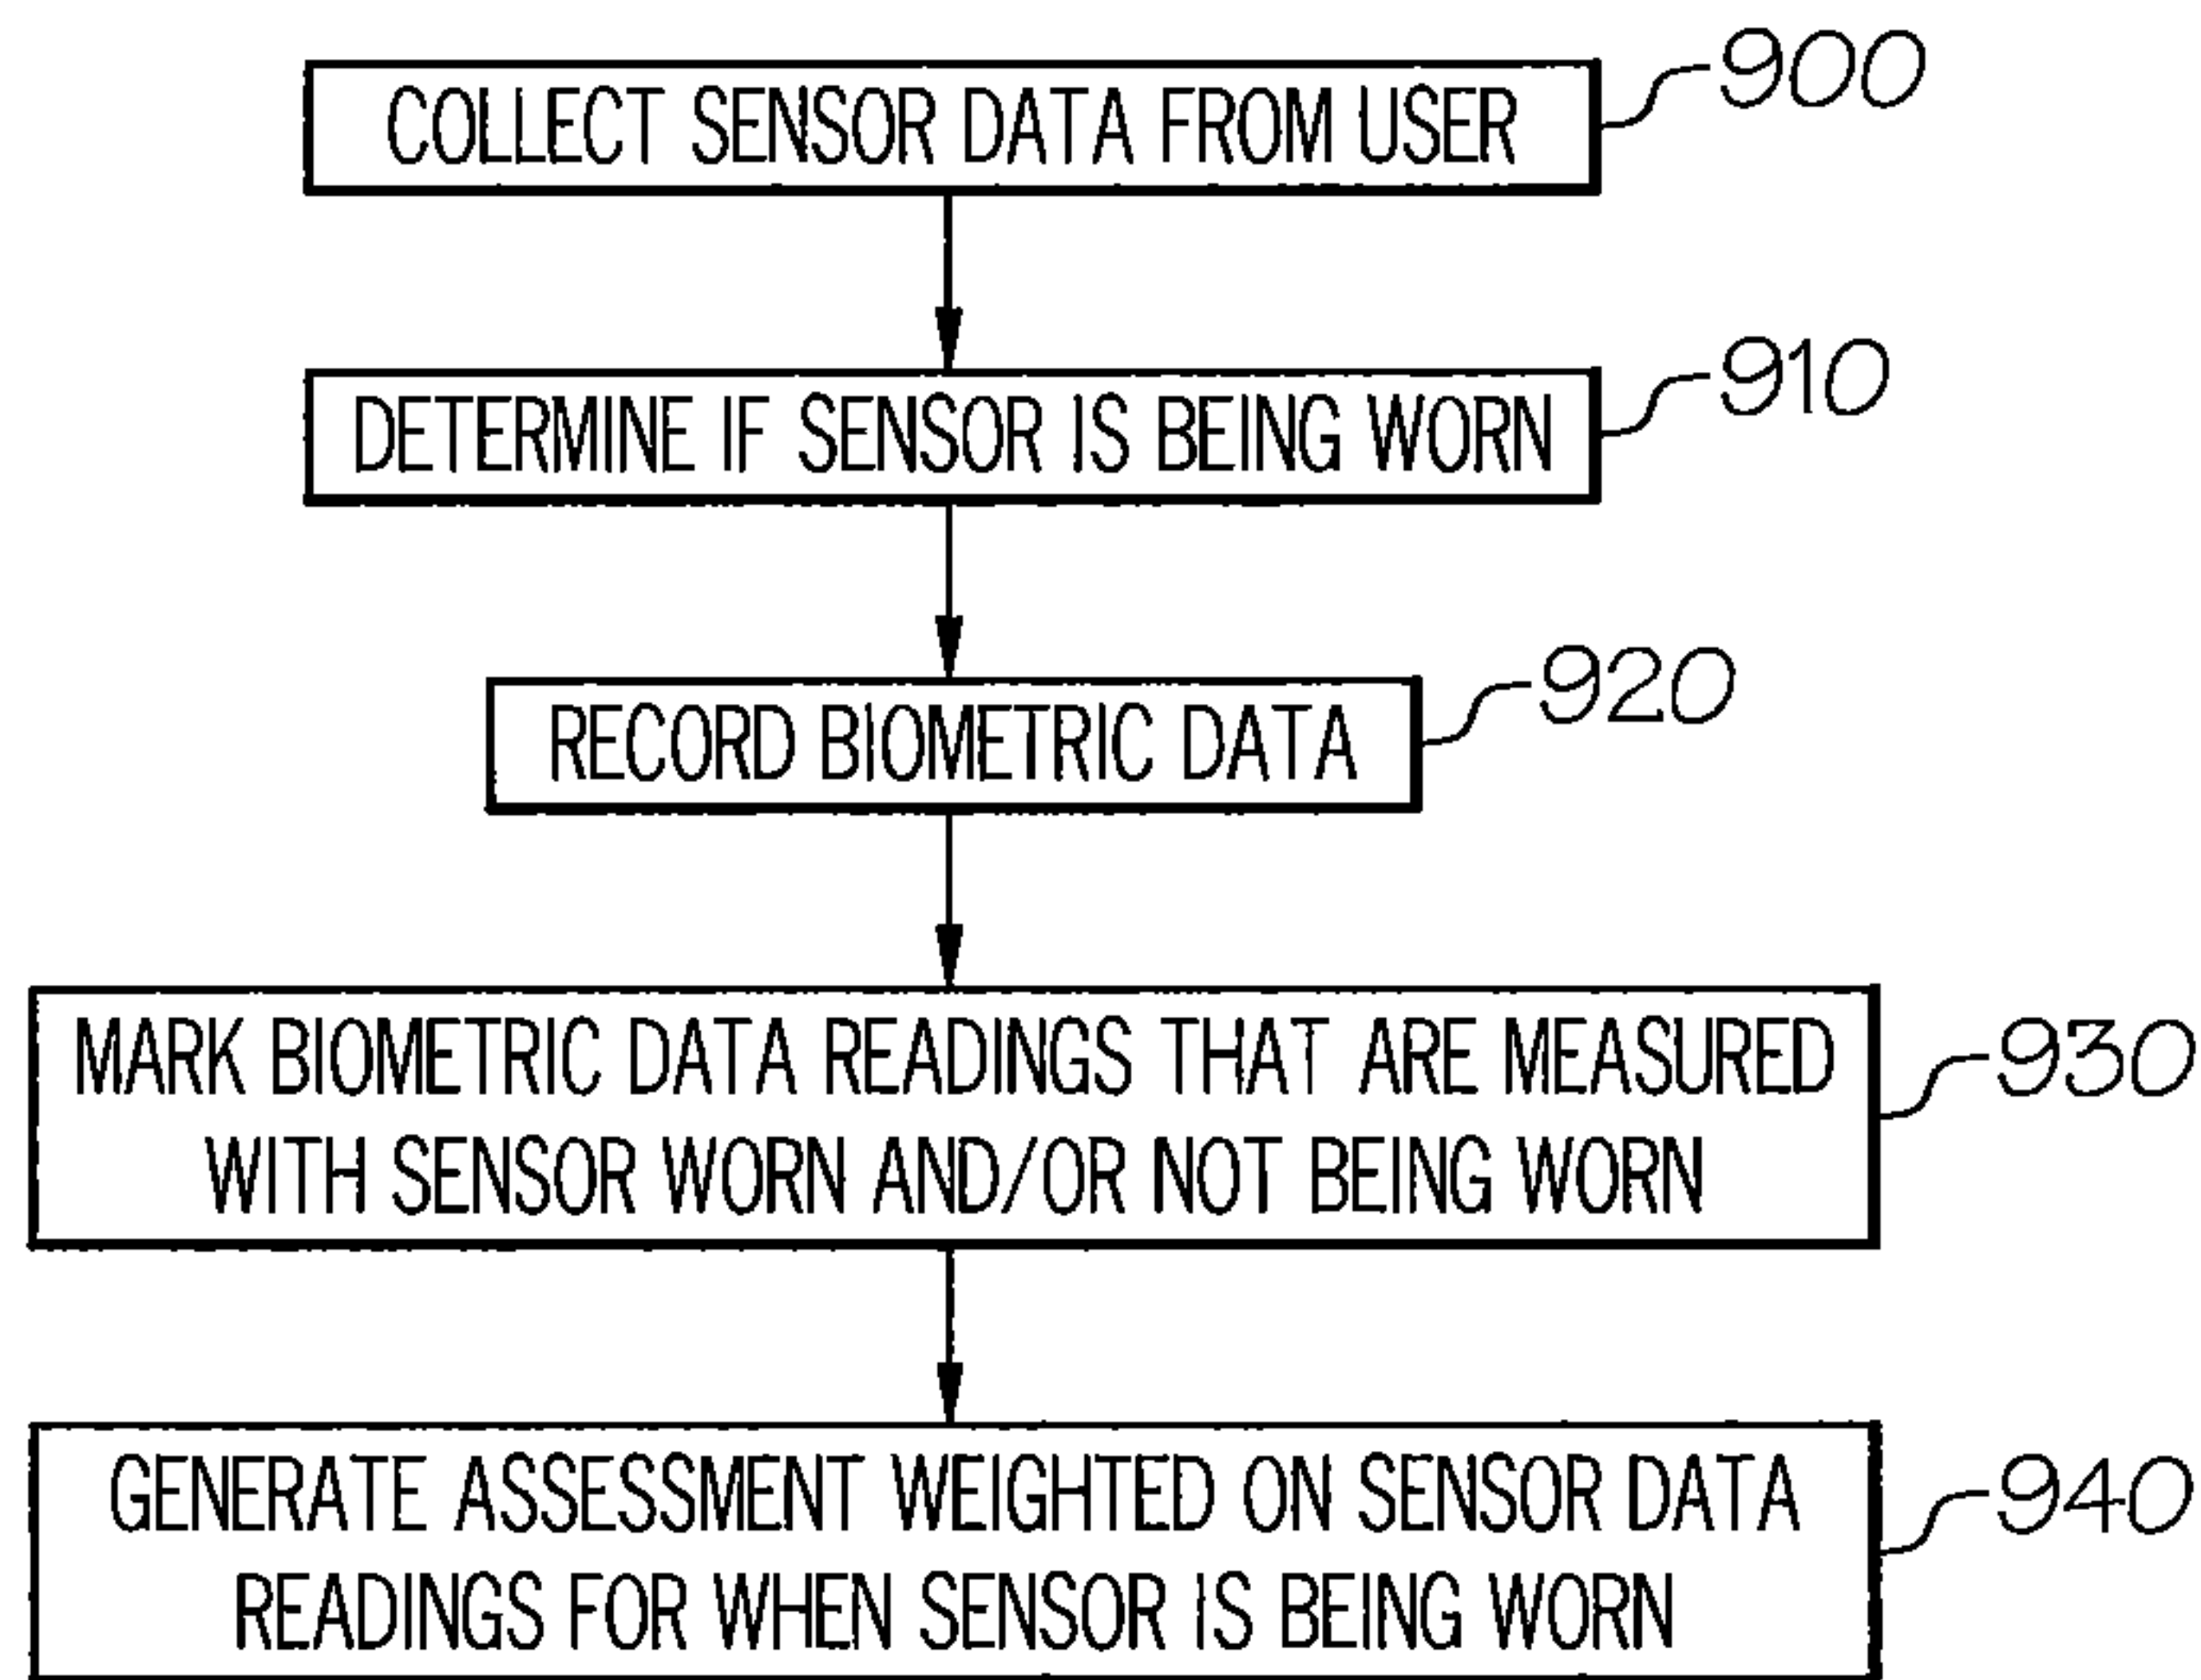 COLLECT SENSOR DATA FROM USER
900
DETERMINE IF SENSOR IS BEING WORN
910
RECORD BIOMETRIC DATA
920
MARK BIOMETRIC DATA READINGS THAT ARE MEASURED
WITH SENSOR WORN AND/OR NOT BEING WORN
930
GENERATE ASSESSMENT WEIGHTED ON SENSOR DATA
READINGS FOR WHEN SENSOR IS BEING WORN
940